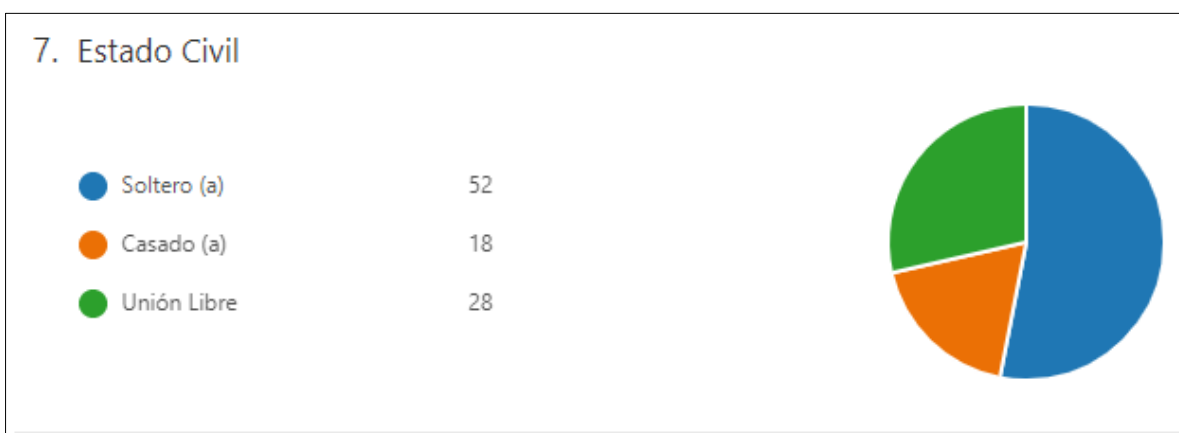 7. Estado Civil
Soltero (a) 52
Casado (a) 18
Unión Libre 28